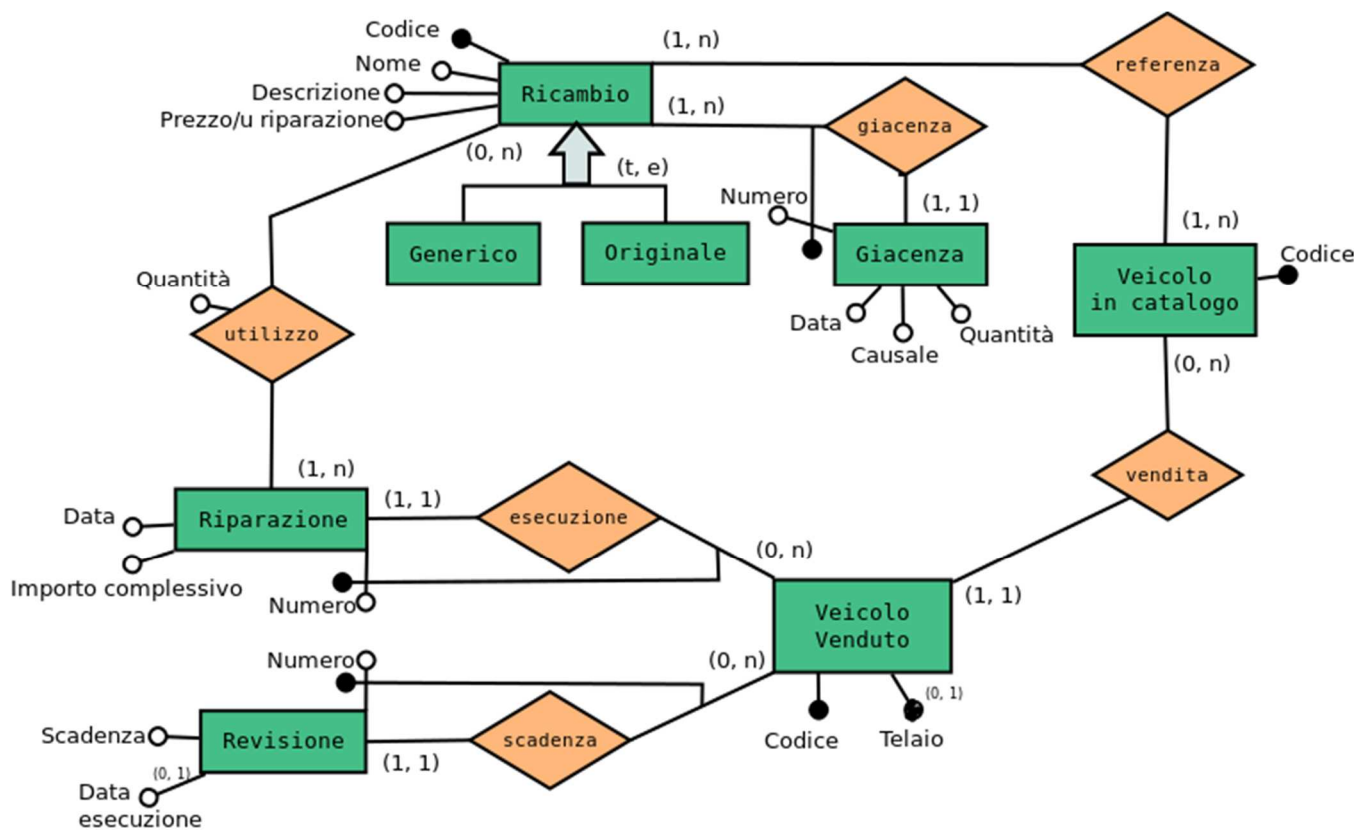 Codice
(1, n)
Nome
referenza
Descrizione
Ricambio
(1, n)
Prezzo/u riparazione
giacenza
(0, n)
(t, e)
Numero
(1, 1)
(1, n)
Generico
Originale
Giacenza
Codice
Veicolo
in catalogo
Quantità
Data
Quantità
Causale
utilizzo
(0, n)
(1, n)
vendita
(1, 1)
Data
Riparazione
esecuzione
(0, n)
Importo complessivo
Numero
(1, 1)
Veicolo
Venduto
Numero
(0, n)
(0, 1)
Scadenza
Revisione
scadenza
Codice
Telaio
(1, 1)
(0, 1)
Data
esecuzione